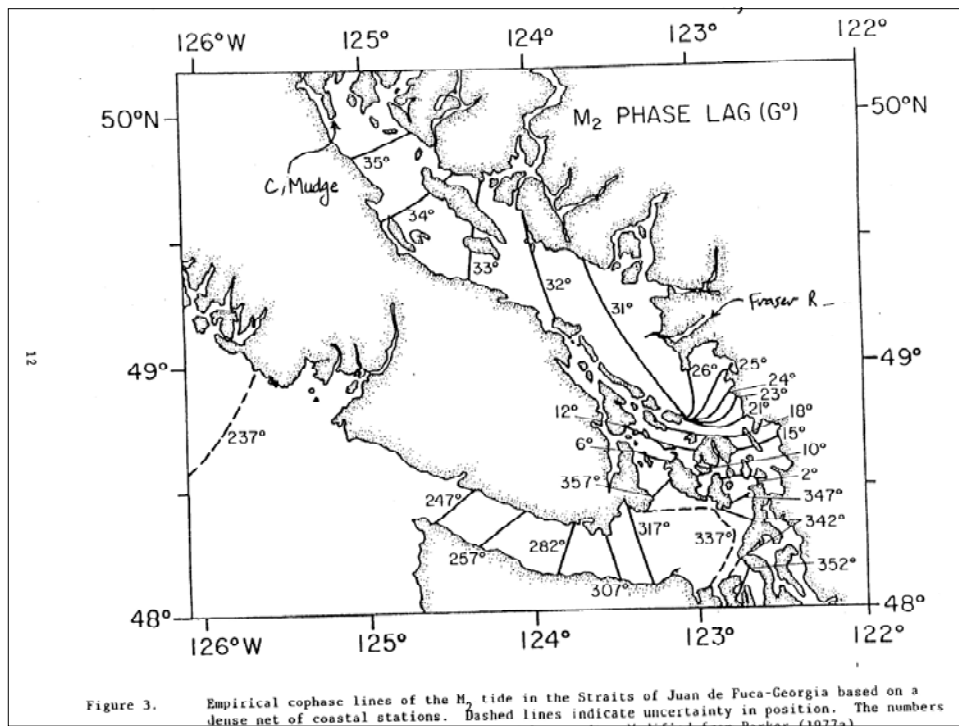 126°W 125° 124° 123° 122°
50°N M₂ PHASE LAG (G°) 50°N
35°
C. Mudge
34°
33° 32° 31° Fraser R
12
49° 49°
26° 25°
24°
23°
12° 21° 18°
237° 15°
6° 10°
357° 2°
247° 347°
317° 342°
257° 282° 337°
352°
307°
48° 48°
126°W 125° 124° 123° 122°
Figure 3. Empirical cophase lines of the M₂ tide in the Straits of Juan de Fuca-Georgia based on a
dense net of coastal stations. Dashed lines indicate uncertainty in position. The numbers
(1977a)